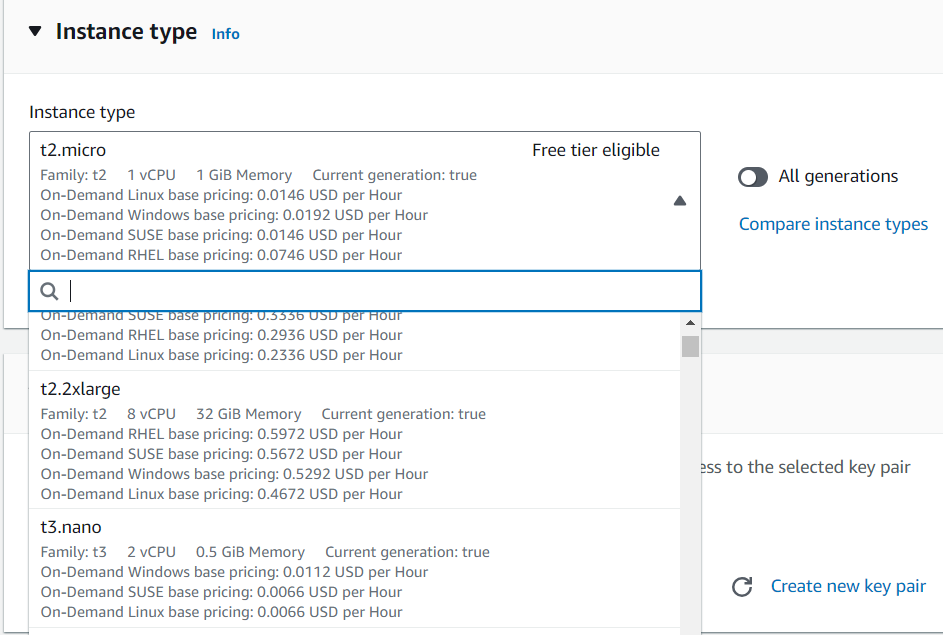 Instance type Info
Instance type
t2.micro Free tier eligible
Family: t2 1 vCPU 1 GiB Memory Current generation: true
On-Demand Linux base pricing: 0.0146 USD per Hour
On-Demand Windows base pricing: 0.0192 USD per Hour
On-Demand SUSE base pricing: 0.0146 USD per Hour
On-Demand RHEL base pricing: 0.0746 USD per Hour
All generations
Compare instance types
On-Demand SUSE base pricing: 0.3336 USD per Hour
On-Demand RHEL base pricing: 0.2936 USD per Hour
On-Demand Linux base pricing: 0.2336 USD per Hour
t2.2xlarge
Family: t2 8 vCPU 32 GiB Memory Current generation: true
On-Demand RHEL base pricing: 0.5972 USD per Hour
On-Demand SUSE base pricing: 0.5672 USD per Hour
On-Demand Windows base pricing: 0.5292 USD per Hour
On-Demand Linux base pricing: 0.4672 USD per Hour
t3.nano
Family: t3 2 vCPU 0.5 GiB Memory Current generation: true
On-Demand Windows base pricing: 0.0112 USD per Hour
On-Demand SUSE base pricing: 0.0066 USD per Hour
On-Demand Linux base pricing: 0.0066 USD per Hour
to the selected key pair
Create new key pair